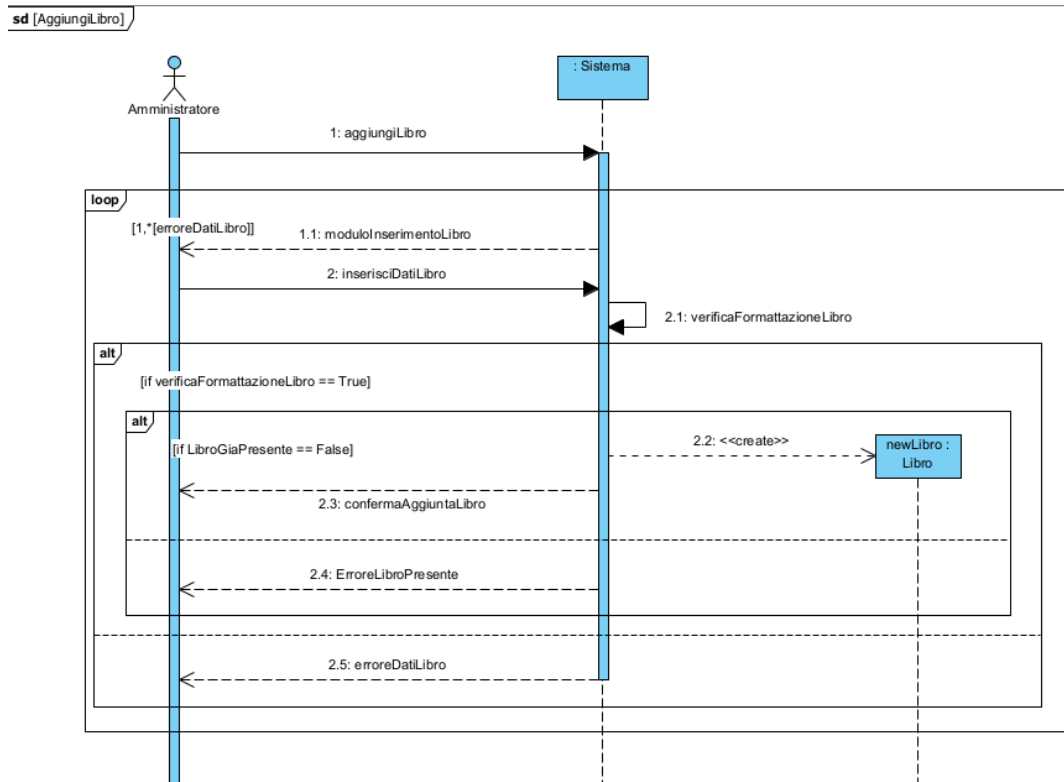 sd [AggiungiLibro]
: Sistema
Amministratore
1: aggiungiLibro
loop
[1,*[erroreDatiLibro]]
1.1: moduloInserimentoLibro
2: inserisciDatiLibro
2.1: verificaFormattazioneLibro
alt
[if verificaFormattazioneLibro == True]
alt
[if LibroGiaPresente == False]
2.2: <<create>>
newLibro :
Libro
2.3: confermaAggiuntaLibro
2.4: ErroreLibroPresente
2.5: erroreDatiLibro